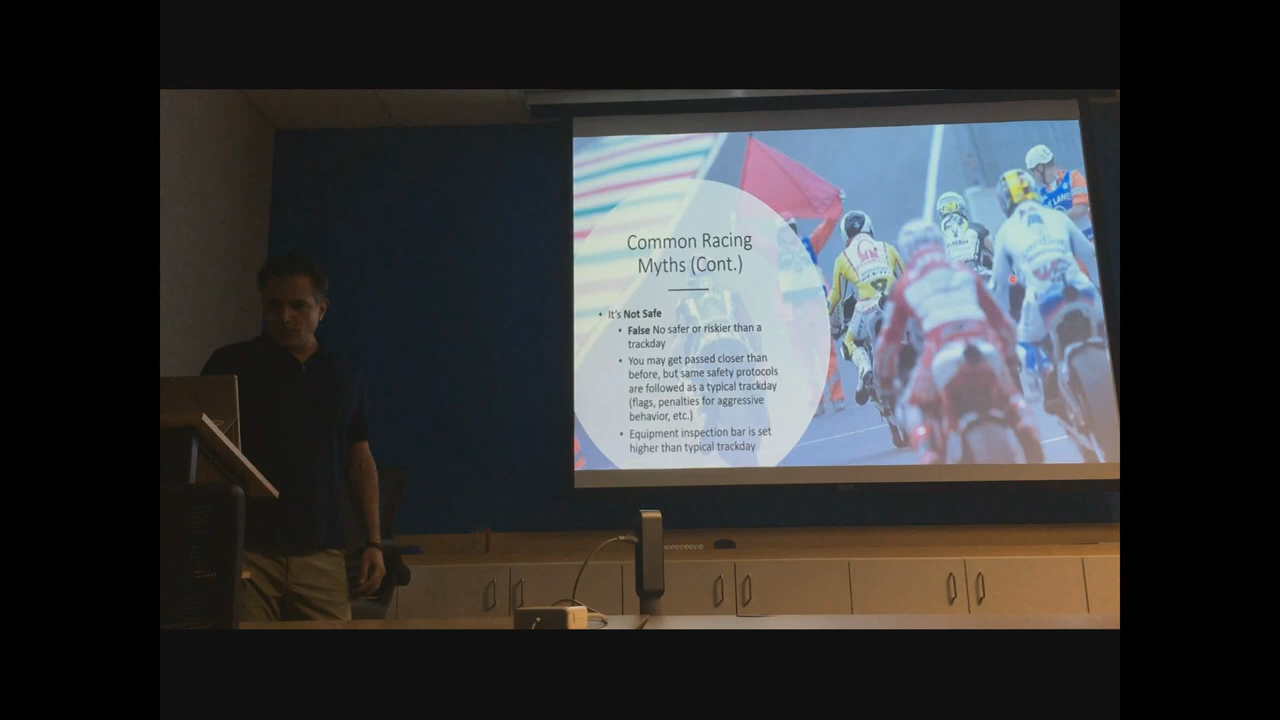 Common Racing
Myths (Cont.)
• It's Not Safe
• False No safer or riskier than a
trackday
• You may get passed closer than
before, but same safety protocols
are followed as a typical trackday
(flags, penalties for aggressive
behavior, etc.)
• Equipment inspection bar is set
higher than typical trackday